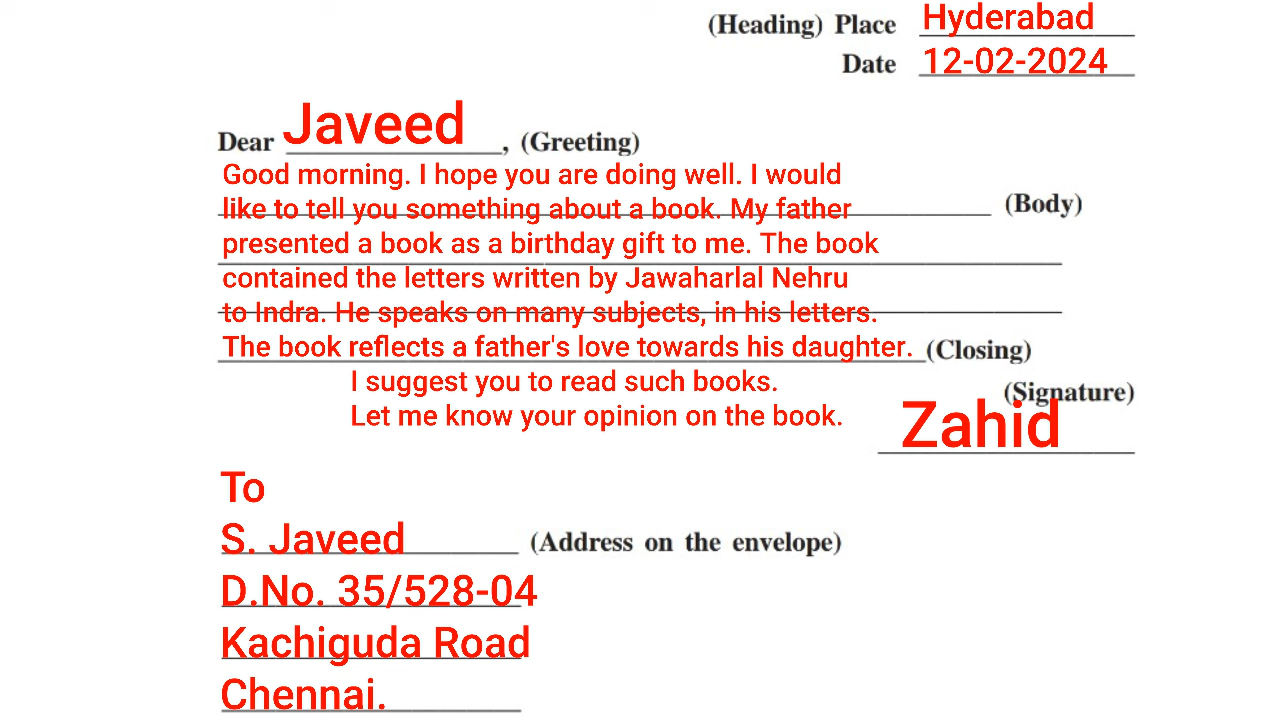 (Heading) Place Hyderabad
Date 12-02-2024
Dear Javeed, (Greeting)
Good morning. I hope you are doing well. I would
like to tell you something about a book. My father (Body)
presented a book as a birthday gift to me. The book
contained the letters written by Jawaharlal Nehru
to Indra. He speaks on many subjects, in his letters.
The book reflects a father's love towards his daughter. (Closing)
I suggest you to read such books.
(Signature)
Let me know your opinion on the book. Zahid
To
S. Javeed (Address on the envelope)
D.No. 35/528-04
Kachiguda Road
Chennai.